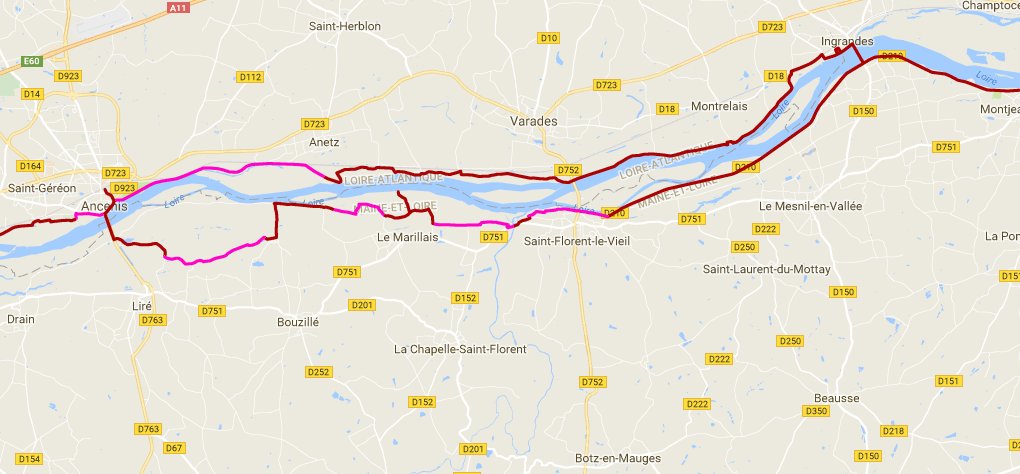 A11
Champtoce
Saint-Herblon
D10
D723
Ingrandes
E60
D210
D923
D112
D18
Loire
D14
D723
D18
Loire
Montrelais
Montjea
D150
D723
Varades
Anetz
D751
D164
D752
LOIRE-ATLANTIQUE
D723
LOIRE-ATLANTIQUE
D210
Saint-Géréon
D923
MAINE-ET-LOIRE
Ancenis
Loire
Loire
MAINE-ET-LOIRE
Loire
D210
D751
Le Mesnil-en-Vallée
D222
Le Marillais
D751
Saint-Florent-le-Vieil
D250
La Pon
D751
Saint-Laurent-du-Mottay
D151
D152
D150
Liré
D201
D763
D751
Bouzillé
Drain
D250
La Chapelle-Saint-Florent
D222
D252
D752
D151
D152
D222
Beausse
D350
D763
D218
D67
D201
D154
Botz-en-Mauges
D150